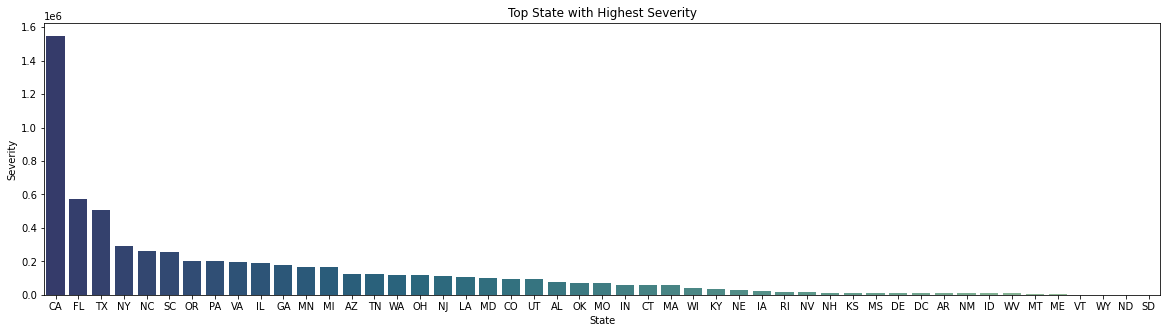 Top State with Highest Severity
1e6
1.6
1.4
1.2
1.0
0.8
0.6
0.4
0.2
0.0
Severity
CA FL TX NY NC SC OR PA VA IL GA MN MI AZ TN WA OH NJ LA MD CO UT AL OK MO IN CT MA WI KY NE IA RI NV NH KS MS DE DC AR NM ID WV MT ME VT WY ND SD
State